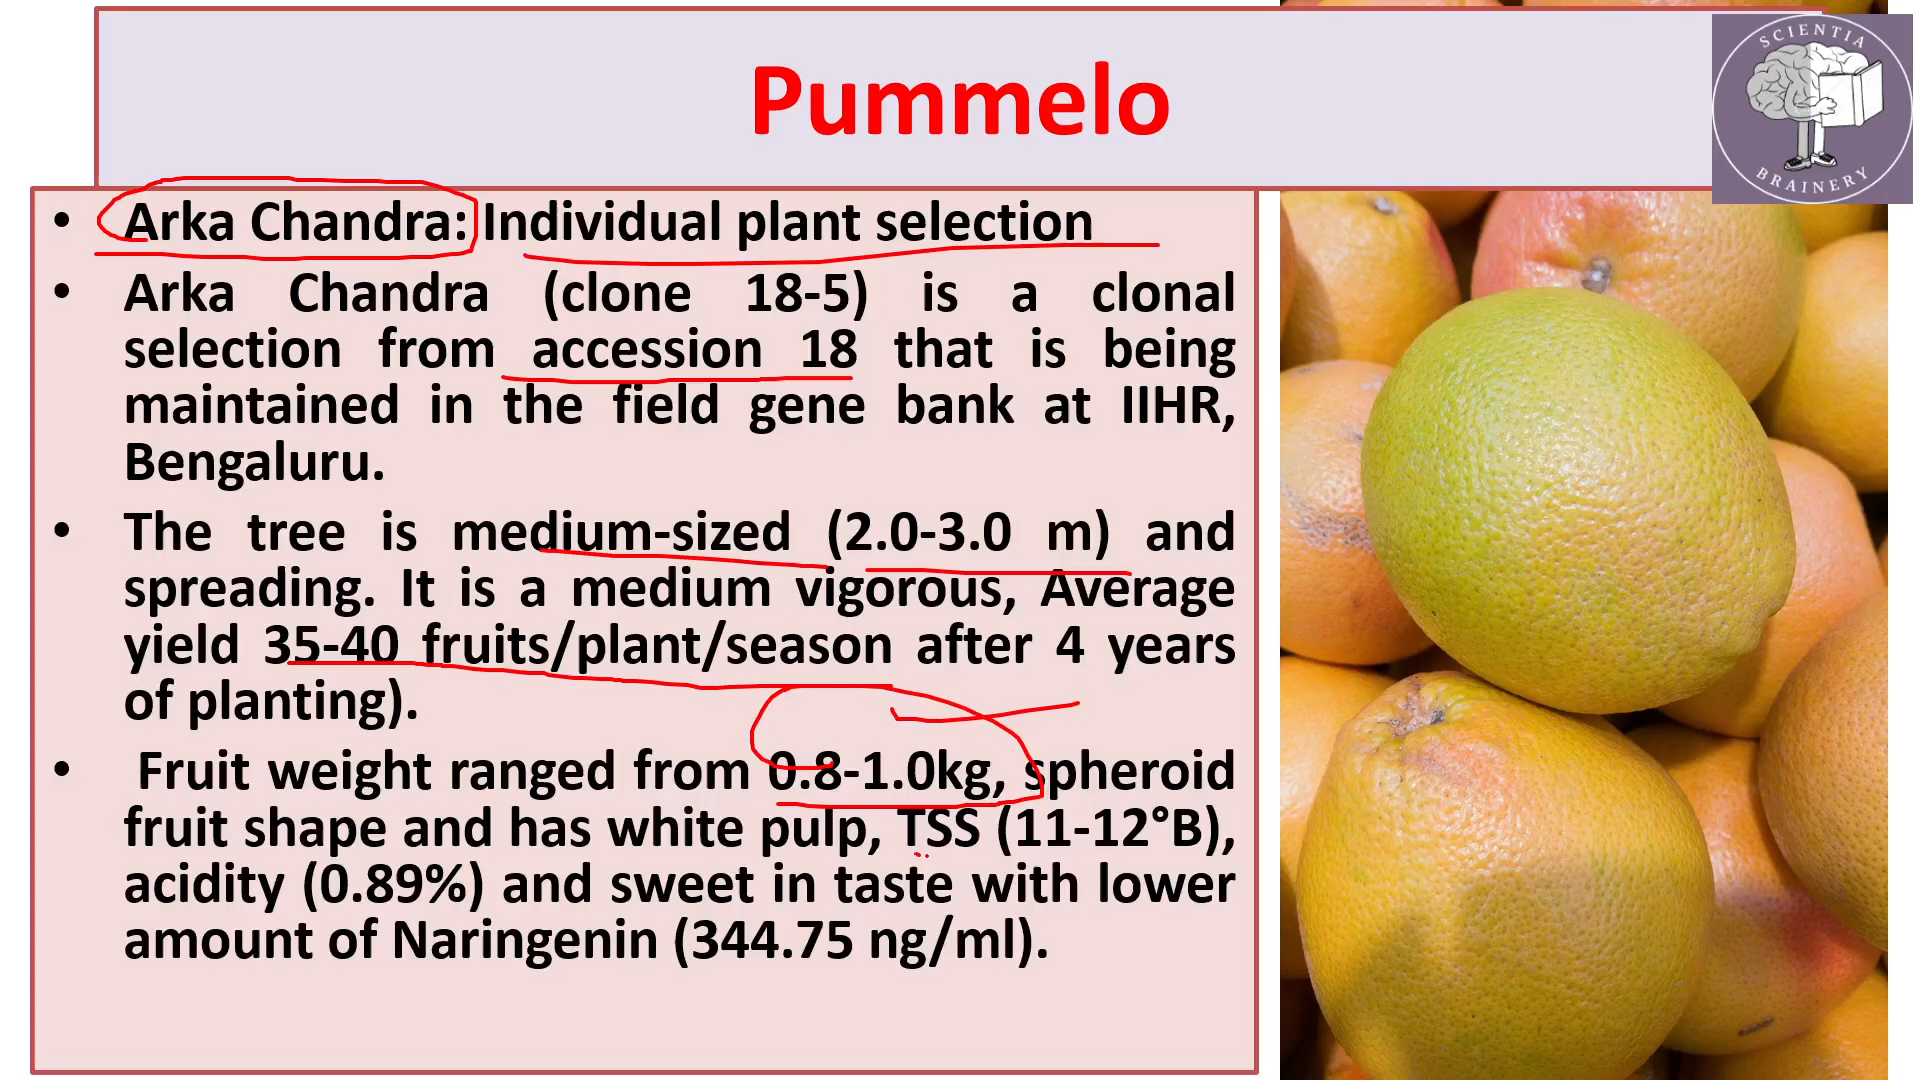 Pummelo
SCIENTIA
BRAINERY
• Arka Chandra: Individual plant selection
• Arka Chandra (clone 18-5) is a clonal
selection from accession 18 that is being
maintained in the field gene bank at IIHR,
Bengaluru.
• The tree is medium-sized (2.0-3.0 m) and
spreading. It is a medium vigorous, Average
yield 35-40 fruits/plant/season after 4 years
of planting).
• Fruit weight ranged from 0.8-1.0kg, spheroid
fruit shape and has white pulp, TSS (11-12°B),
acidity (0.89%) and sweet in taste with lower
amount of Naringenin (344.75 ng/ml).